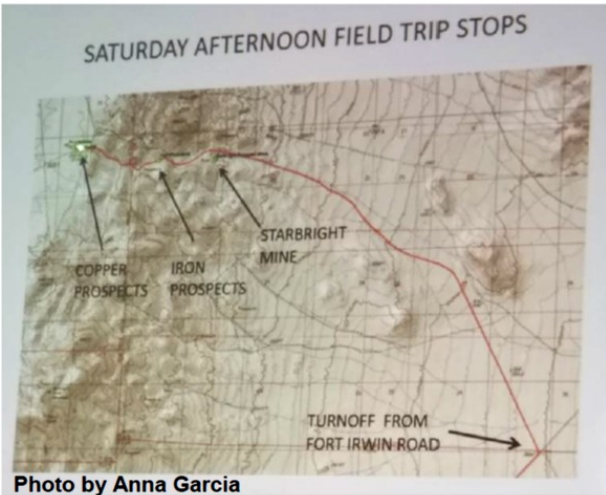 SATURDAY AFTERNOON FIELD TRIP STOPS
STARBRIGHT
MINE
COPPER
PROSPECTS
IRON
PROSPECTS
TURNOFF FROM
FORT IRWIN ROAD
Photo by Anna Garcia